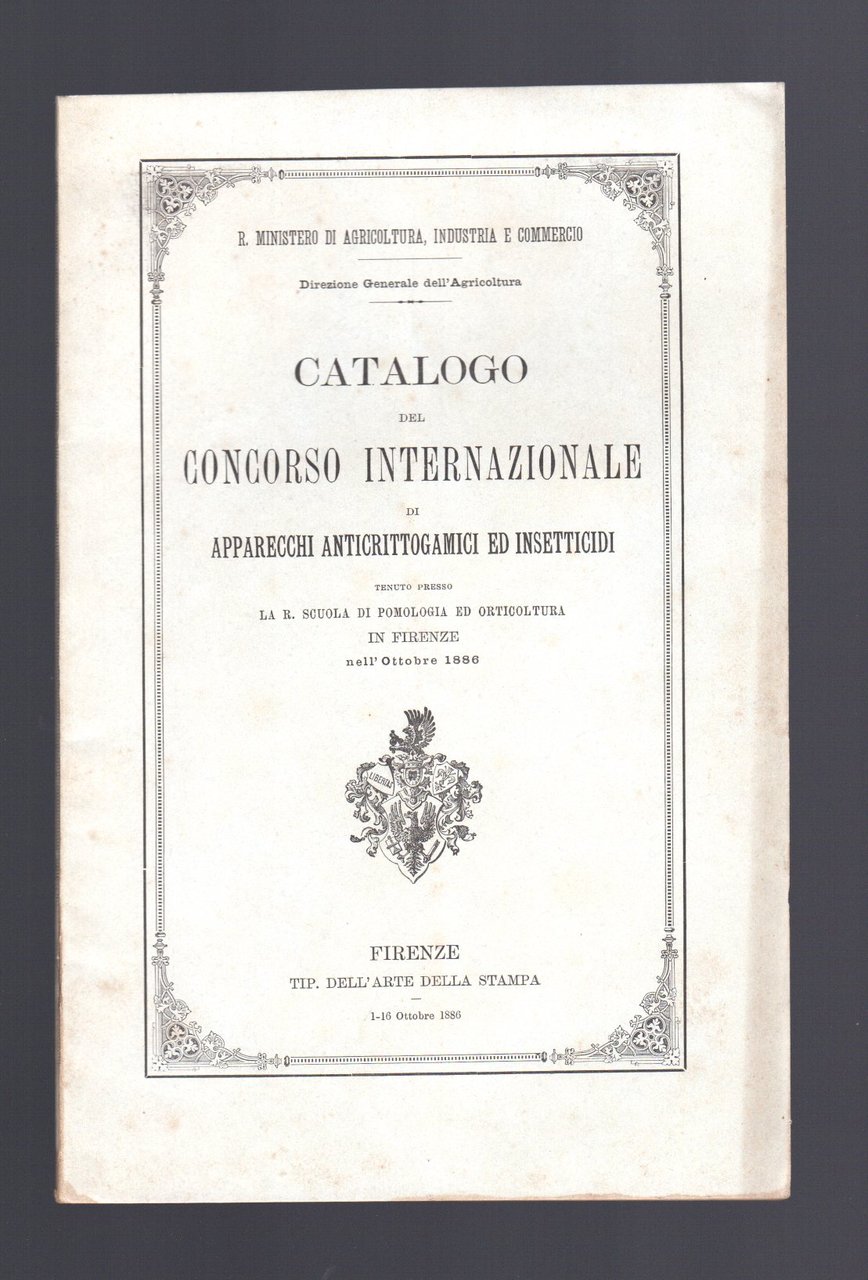 R. MINISTERO DI AGRICOLTURA, INDUSTRIA E COMMERCIO
Direzione Generale dell'Agricoltura
CATALOGO
DEL
CONCORSO INTERNAZIONALE
DI
APPARECCHI ANTICRITTOGAMICI ED INSETTICIDI
TENUTO PRESSO
LA R. SCUOLA DI POMOLOGIA ED ORTICOLTURA
IN FIRENZE
nell'Ottobre 1886
LIBERTAS
FIRENZE
TIP. DELL'ARTE DELLA STAMPA
1-16 Ottobre 1886